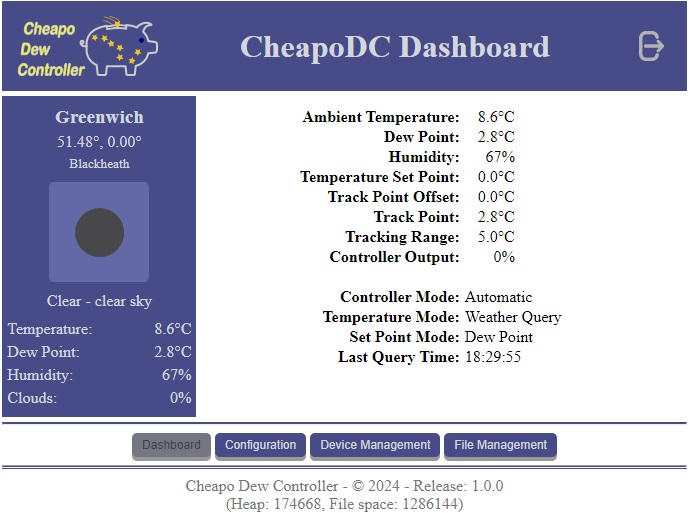 Cheapo
Dew
Controller
CheapoDC Dashboard
Greenwich
51.48°, 0.00°
Blackheath
Clear - clear sky
Temperature: 8.6°C
Dew Point: 2.8°C
Humidity: 67%
Clouds: 0%
Ambient Temperature: 8.6°C
Dew Point: 2.8°C
Humidity: 67%
Temperature Set Point: 0.0°C
Track Point Offset: 0.0°C
Track Point: 2.8°C
Tracking Range: 5.0°C
Controller Output: 0%
Controller Mode: Automatic
Temperature Mode: Weather Query
Set Point Mode: Dew Point
Last Query Time: 18:29:55
Dashboard Configuration Device Management File Management
Cheapo Dew Controller - © 2024 - Release: 1.0.0
(Heap: 174668, File space: 1286144)